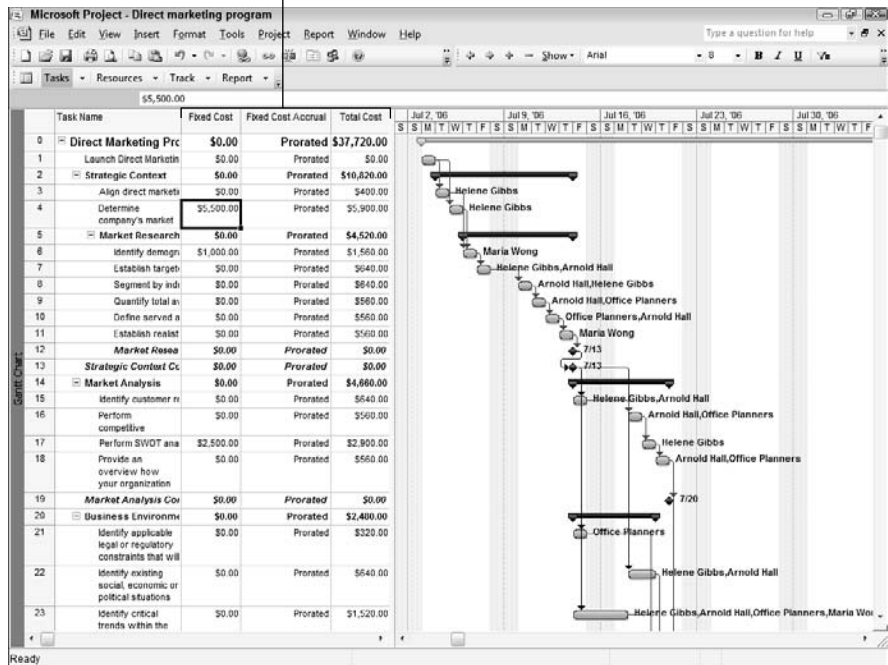 Microsoft Project - Direct marketing program
File Edit View Insert Format Tools Project Report Window Help
Type a question for help
Show Arial 8 B I U
Tasks Resources Track Report
$5,500.00
Task Name Fixed Cost Fixed Cost Accrual Total Cost
Jul 2, '06 Jul 9, '06 Jul 16, '06 Jul 23, '06 Jul 30, '06
S S M T W T F S S M T W T F S S M T W T F S S M T W T F S S M T W T F
0 Direct Marketing Prc $0.00 Prorated $37,720.00
1 Launch Direct Marketin $0.00 Prorated $0.00
2 Strategic Context $0.00 Prorated $10,820.00
3 Align direct marketi $0.00 Prorated $400.00 Helene Gibbs
4 Determine company's market $5,500.00 Prorated $5,900.00 Helene Gibbs
5 Market Research $0.00 Prorated $4,520.00
6 Identify demogra $1,000.00 Prorated $1,560.00 Maria Wong
7 Establish targeti $0.00 Prorated $640.00 Helene Gibbs,Arnold Hall
8 Segment by indu $0.00 Prorated $640.00 Arnold Hall,Helene Gibbs
9 Quantify total av $0.00 Prorated $560.00 Arnold Hall,Office Planners
10 Define served a $0.00 Prorated $560.00 Office Planners,Arnold Hall
11 Establish realist $0.00 Prorated $560.00 Maria Wong
12 Market Resea $0.00 Prorated $0.00 7/13
13 Strategic Context Cc $0.00 Prorated $0.00 7/13
14 Market Analysis $0.00 Prorated $4,660.00
15 Identify customer re $0.00 Prorated $640.00 Helene Gibbs,Arnold Hall
16 Perform competitive $0.00 Prorated $560.00 Arnold Hall,Office Planners
17 Perform SWOT ana $2,500.00 Prorated $2,900.00 Helene Gibbs
18 Provide an overview how your organization $0.00 Prorated $560.00 Arnold Hall,Office Planners
19 Market Analysis Coi $0.00 Prorated $0.00 7/20
20 Business Environme $0.00 Prorated $2,480.00
21 Identify applicable legal or regulatory constraints that will $0.00 Prorated $320.00 Office Planners
22 Identify existing social, economic or political situations $0.00 Prorated $640.00 Helene Gibbs,Arnold Hall
23 Identify critical trends within the $0.00 Prorated $1,520.00 Helene Gibbs,Arnold Hall,Office Planners,Maria Wo
Gantt Chart
Ready